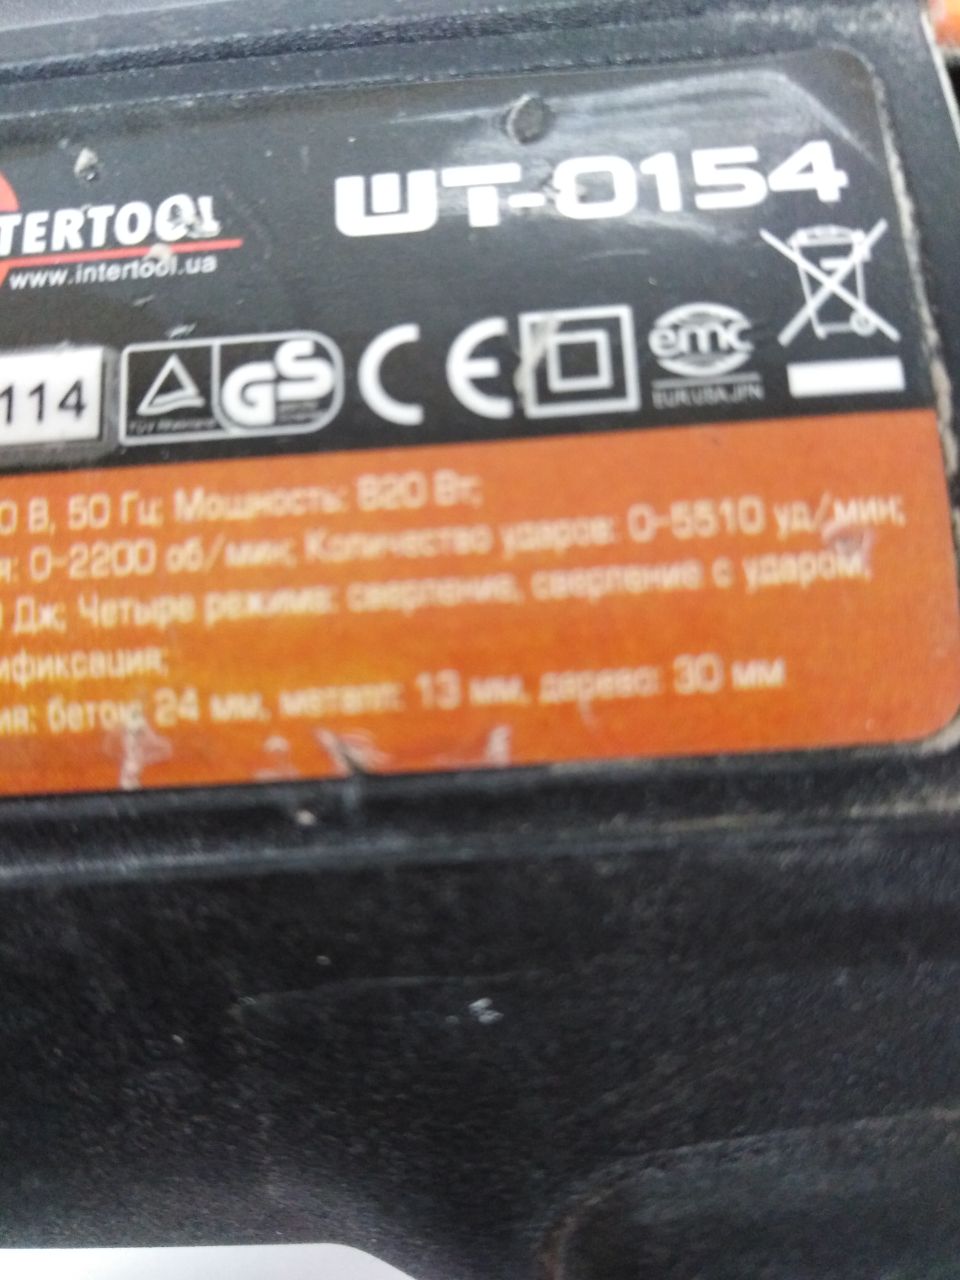 TERTOOL
WT-0154
www.intertool.ua
114
GS
CE
emc
EUR.USA.JPN
0 В, 50 Гц; Мощность: 820 Вт;
я: 0-2200 об/мин; Количество ударов: 0-5510 уд/мин;
Дж; Четыре режима: сверление, сверление с ударом,
ификсация;
ия: бетон: 24 мм, металл: 13 мм, дерево: 30 мм